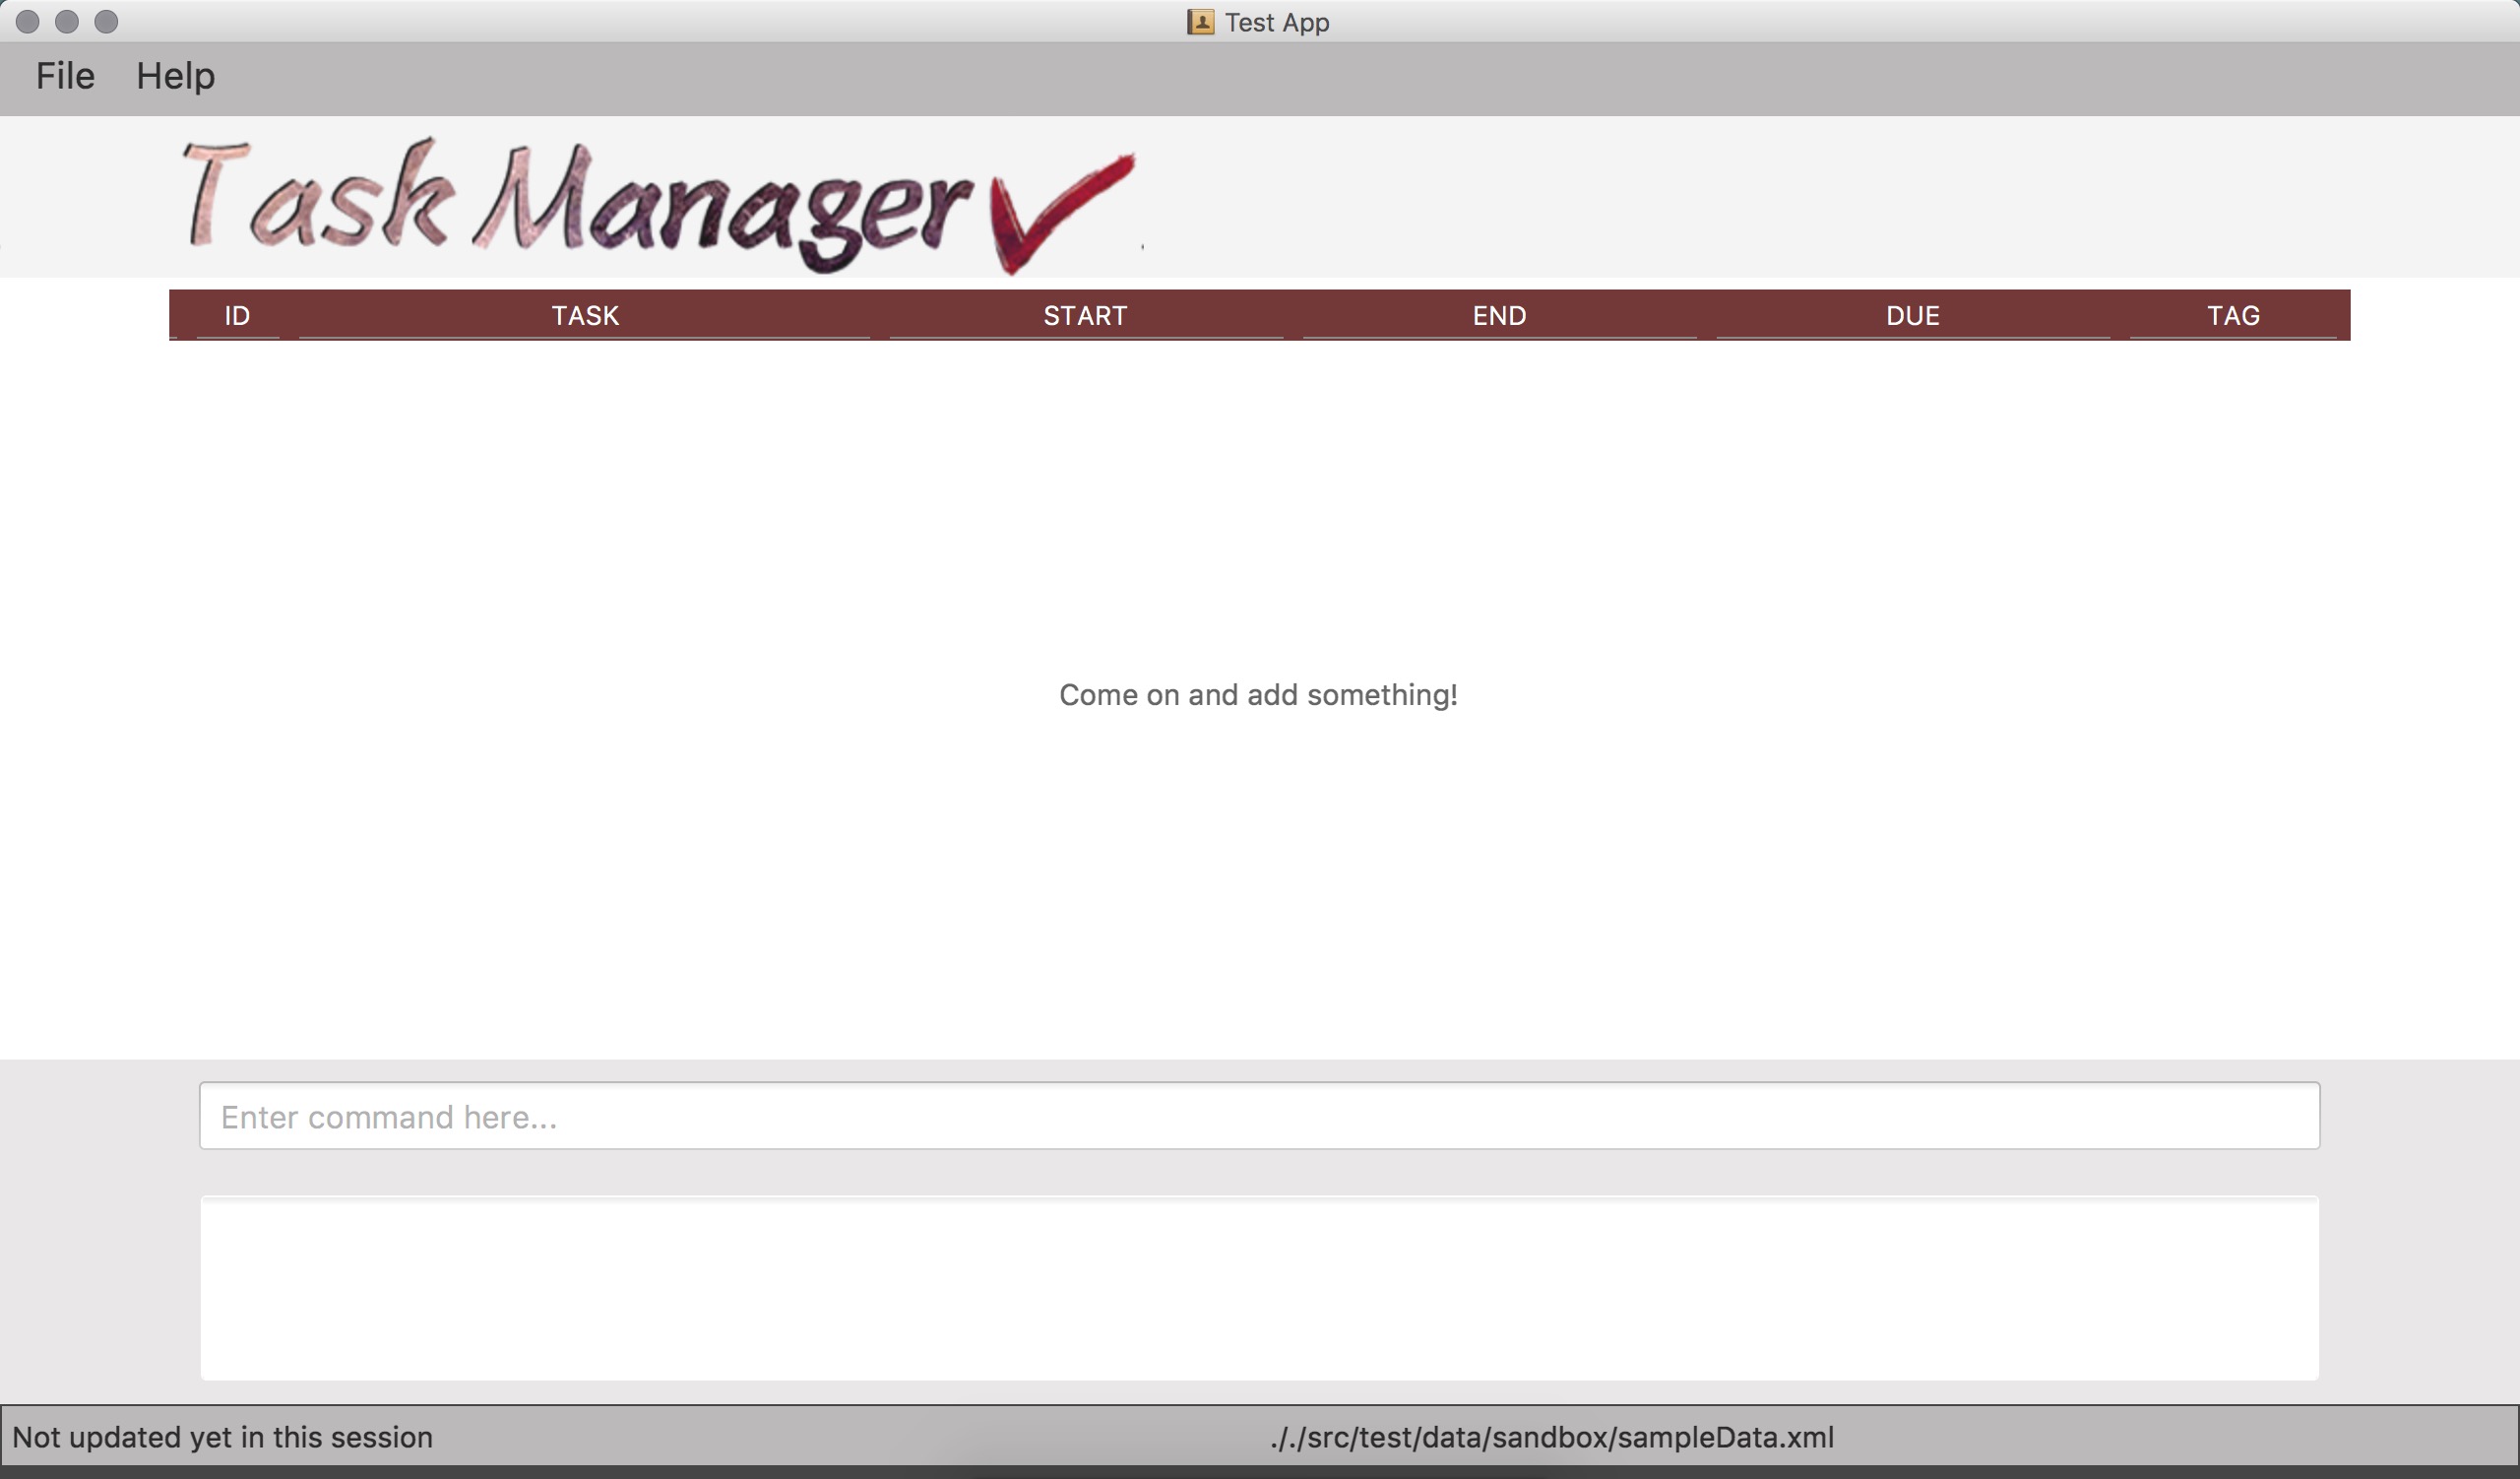 Test App
File Help
Task Manager
ID TASK START END DUE TAG
Come on and add something!
Enter command here...
Not updated yet in this session ././src/test/data/sandbox/sampleData.xml